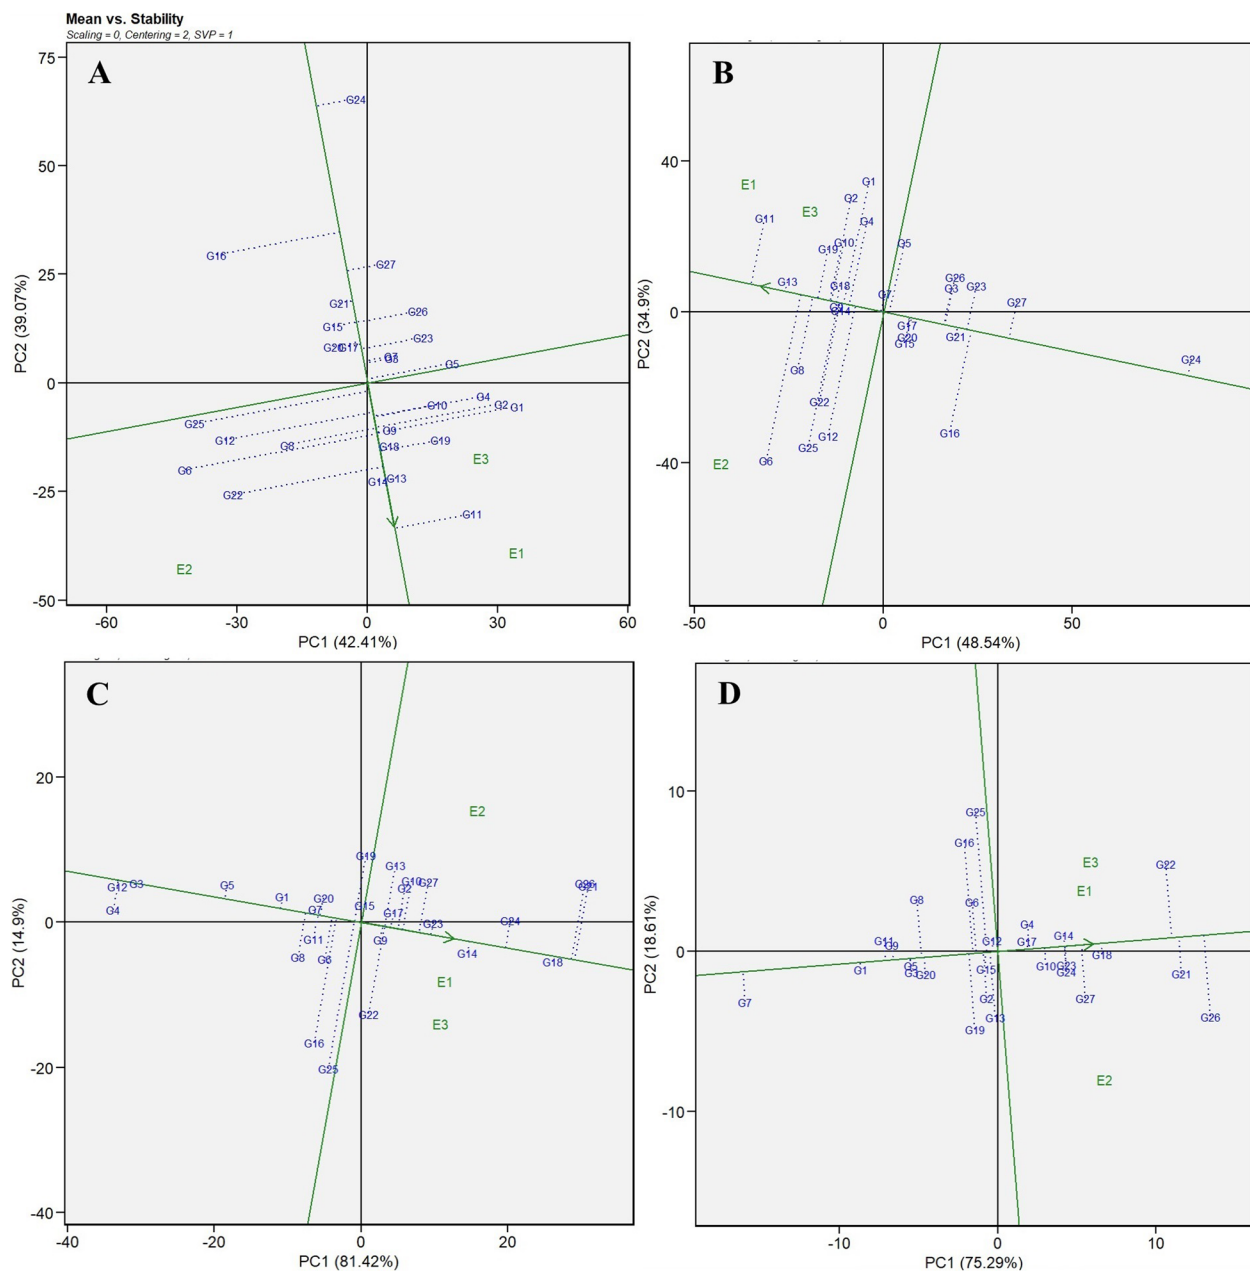 Mean vs. Stability
Scaling = 0, Centering = 2, SVP = 1
A
75
50
25
0
-25
-50
PC2 (39.07%)
G24
G16
G27
G21
G26
G15
G23
G20
G17
G7
G5
G4
G2
G1
G10
G25
G9
G12
G8
G18
G19
E3
G6
G14
G13
G22
G11
E1
E2
-60
-30
0
30
60
PC1 (42.41%)
B
40
0
-40
PC2 (34.9%)
E1
G1
G2
E3
G11
G4
G10
G5
G19
G13
G18
G26
G3
G23
G7
G27
G14
G17
G20
G15
G21
G24
G8
G22
G16
G12
G25
G6
E2
-50
0
50
PC1 (48.54%)
C
20
0
-20
-40
PC2 (14.9%)
E2
G19
G13
G12
G3
G5
G10
G27
G2
G21
G1
G20
G4
G7
G15
G17
G23
G24
G11
G9
G14
G8
G6
G18
E1
G22
E3
G16
G25
-40
-20
0
20
PC1 (81.42%)
D
10
0
-10
PC2 (18.61%)
G25
G16
E3
G22
E1
G8
G6
G4
G14
G11
G9
G12
G17
G18
G1
G5
G3
G20
G15
G10
G23
G24
G21
G7
G2
G27
G13
G26
G19
E2
-10
0
10
PC1 (75.29%)